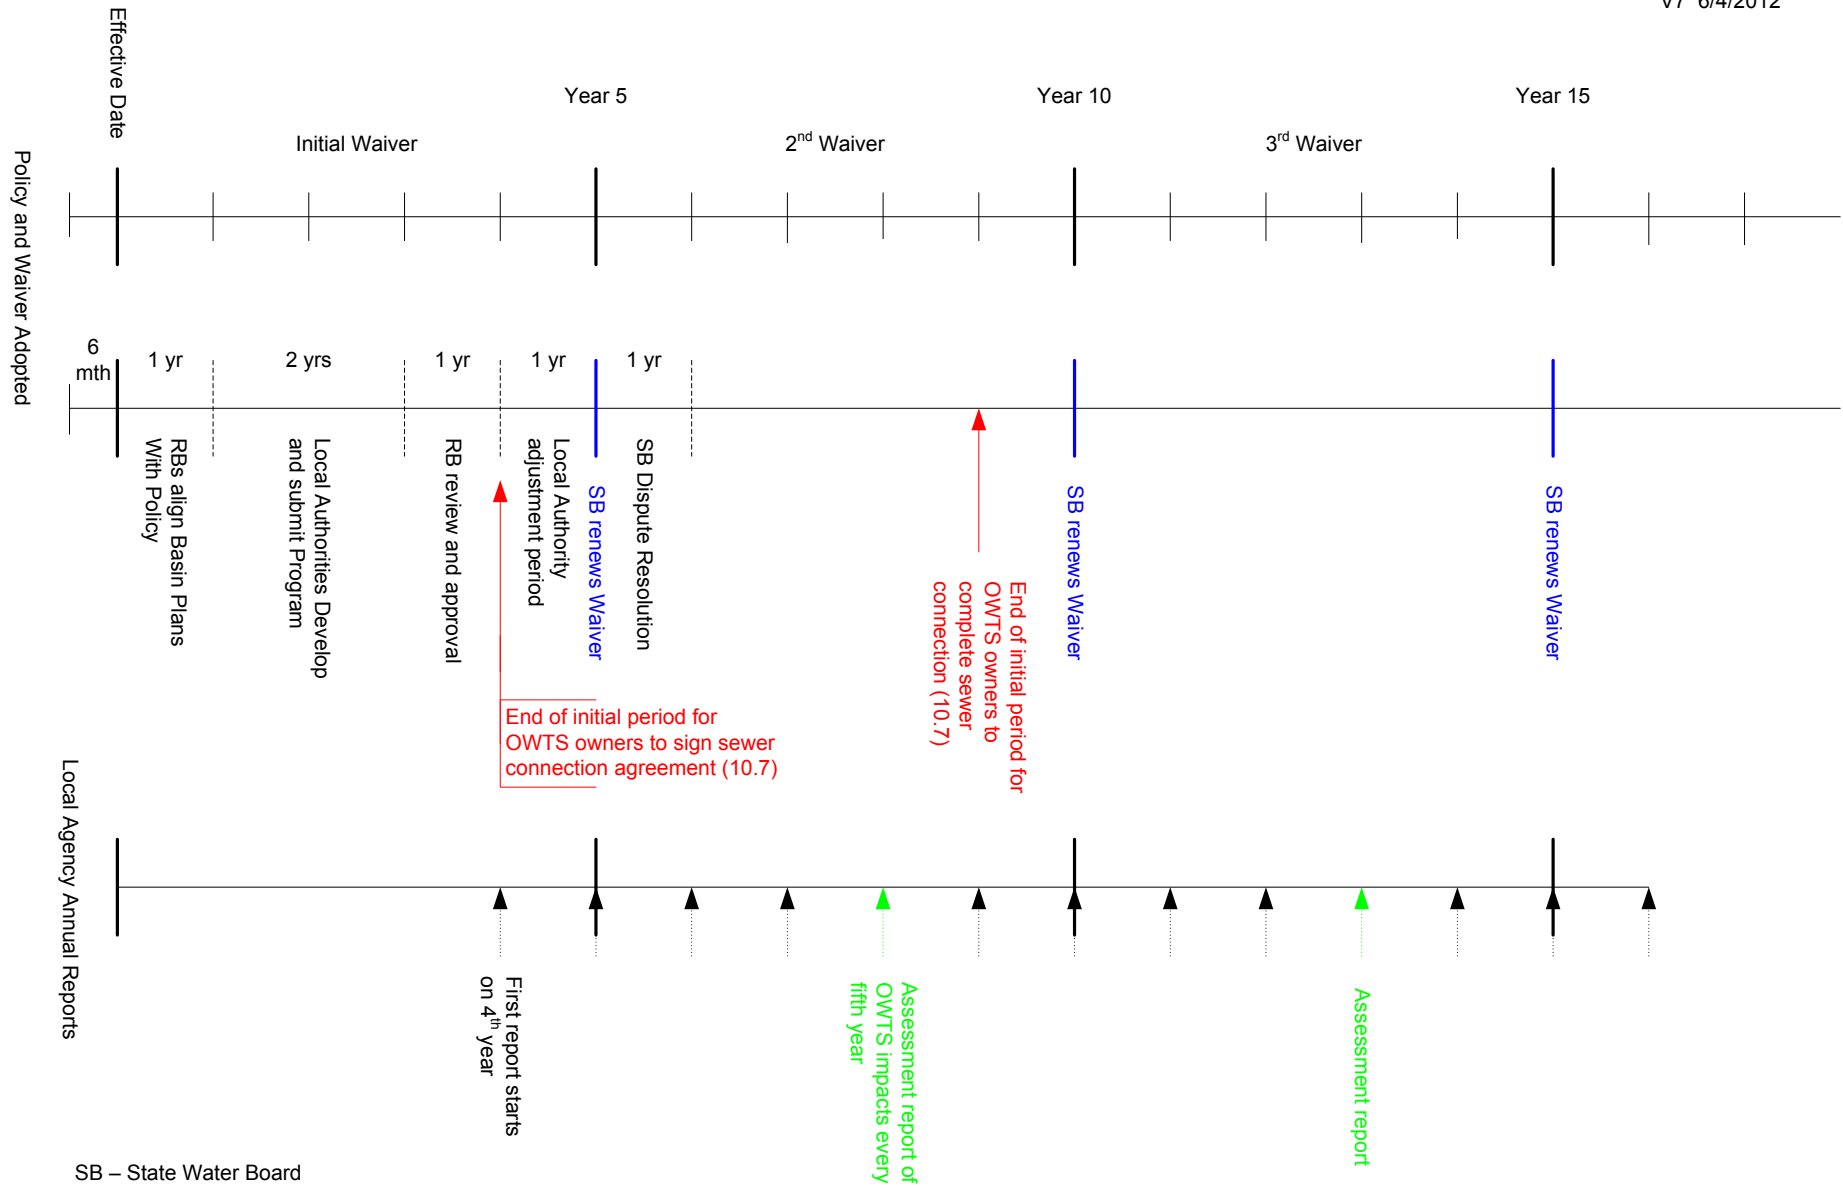 V7 6/4/2012
Effective Date
Year 5
Year 10
Year 15
Initial Waiver
2nd Waiver
3rd Waiver
Policy and Waiver Adopted
6
mth
1 yr
2 yrs
1 yr
1 yr
1 yr
RBs align Basin Plans
With Policy
Local Authorities Develop
and submit Program
RB review and approval
Local Authority
adjustment period
SB renews Waiver
SB Dispute Resolution
End of initial period for
OWTS owners to sign sewer
connection agreement (10.7)
End of initial period for
OWTS owners to
complete sewer
connection (10.7)
SB renews Waiver
SB renews Waiver
Local Agency Annual Reports
First report starts
on 4th year
Assessment report of
OWTS impacts every
fifth year
Assessment report
SB – State Water Board